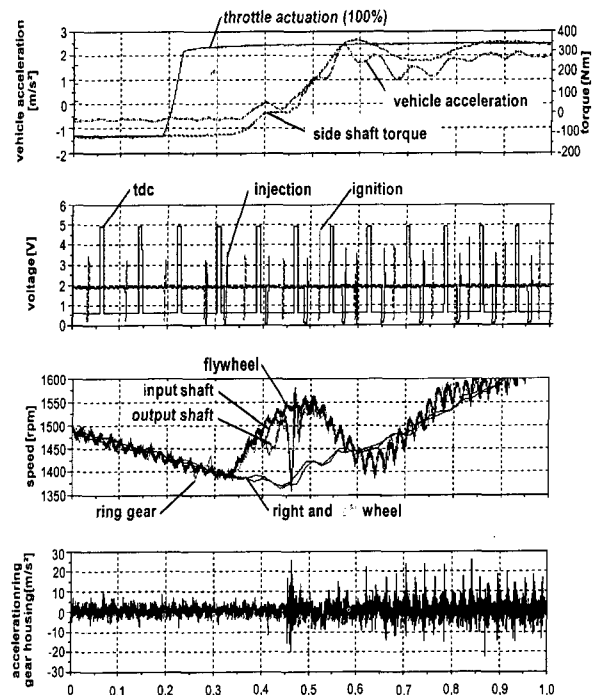 throttle actuation (100%)
vehicle acceleration
[m/s²]
3
2
1
0
-1
-2
400
300
200
100
0
-100
-200
torque [Nm]
vehicle acceleration
side shaft torque
tdc
injection
ignition
voltage[V]
6
5
4
3
2
1
0
flywheel
input shaft
output shaft
speed [rpm]
1600
1550
1500
1450
1400
1350
ring gear
right and wheel
accelerationring
gear housing[m/s²]
30
20
10
0
-10
-20
-30
0 0.1 0.2 0.3 0.4 0.5 0.6 0.7 0.8 0.9 1.0